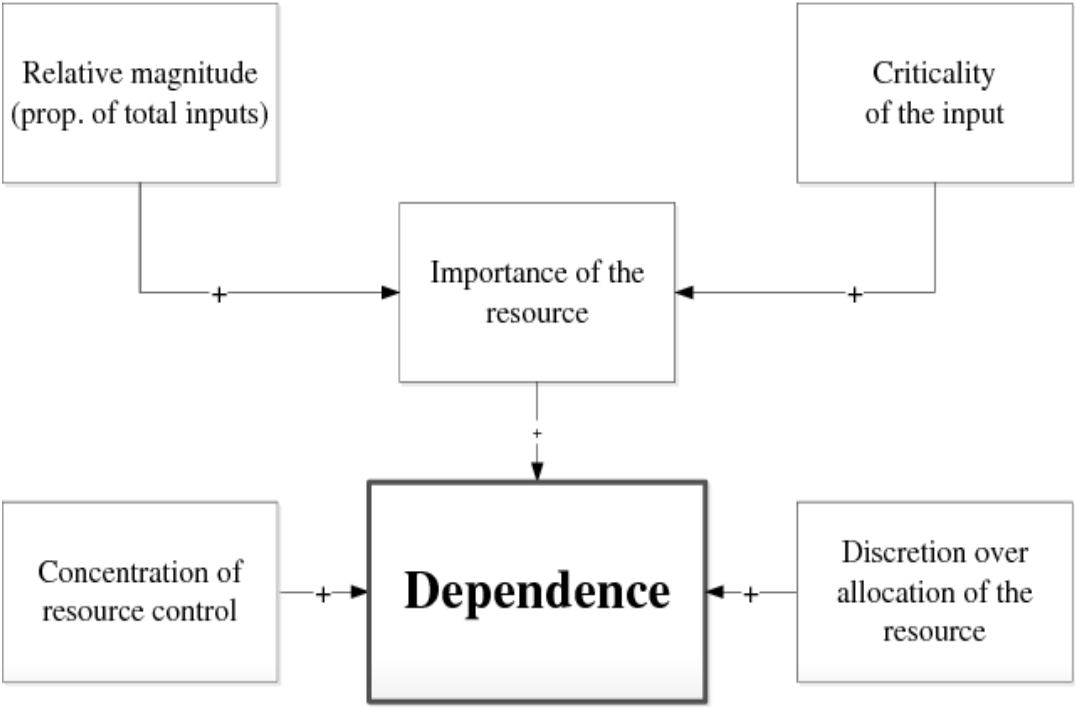 Relative magnitude
(prop. of total inputs)
Criticality
of the input
+
+
Importance of the
resource
+
Concentration of
resource control
+
Dependence
+
Discretion over
allocation of the
resource